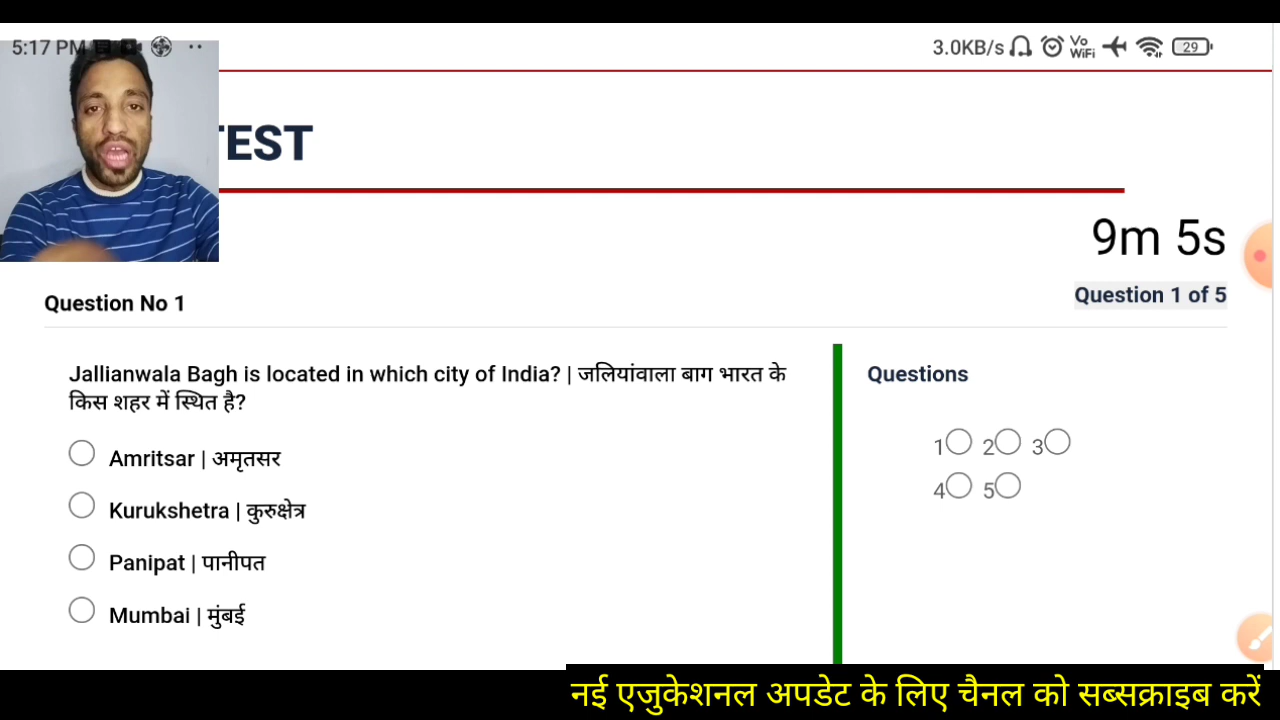 5:17 PM
3.0KB/s Vo WiFi 29
TEST
9m 5s
Question No 1
Question 1 of 5
Jallianwala Bagh is located in which city of India? | जलियांवाला बाग भारत के
किस शहर में स्थित है?
Amritsar | अमृतसर
Kurukshetra | कुरुक्षेत्र
Panipat | पानीपत
Mumbai | मुंबई
Questions
1 2 3
4 5
नई एजुकेशनल अपडेट के लिए चैनल को सब्सक्राइब करें